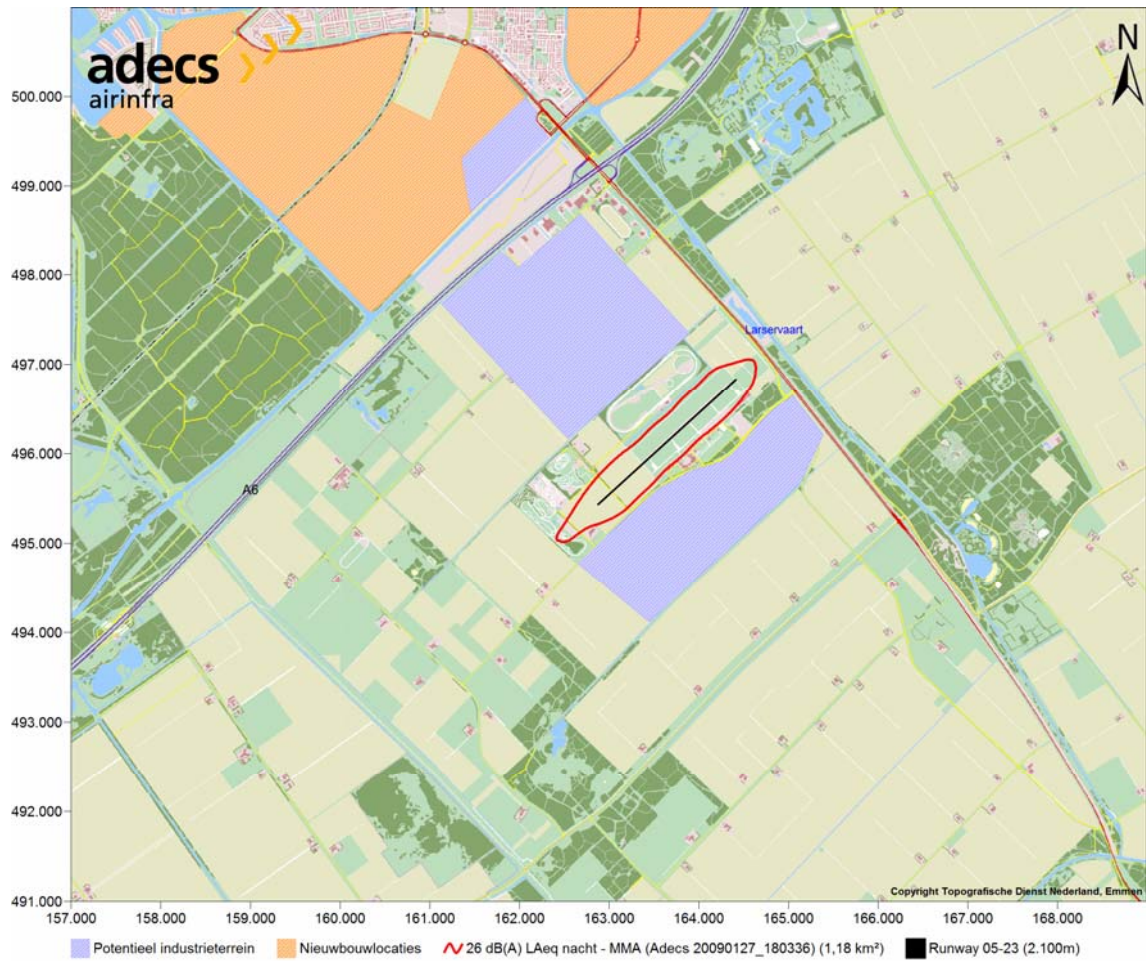 adecs
airinfra
N
500.000
499.000
498.000
497.000
Larservaart
496.000
A6
495.000
494.000
493.000
492.000
491.000
Copyright Topografische Dienst Nederland, Emmen
157.000 158.000 159.000 160.000 161.000 162.000 163.000 164.000 165.000 166.000 167.000 168.000
Potentieel industrieterrein Nieuwbouwlocaties 26 dB(A) LAeq nacht - MMA (Adecs 20090127_180336) (1,18 km²) Runway 05-23 (2.100m)